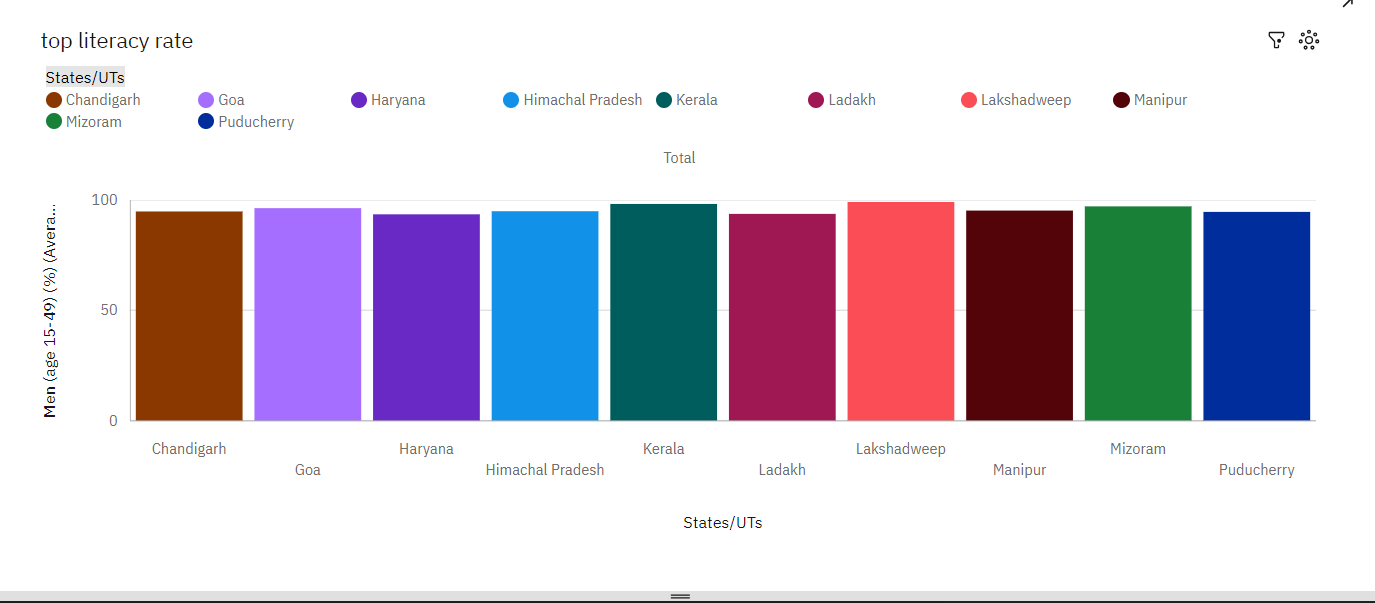 top literacy rate
States/UTs
Chandigarh Goa Haryana Himachal Pradesh Kerala Ladakh Lakshadweep Manipur
Mizoram Puducherry
Total
Men (age 15-49) (%) (Avera...
100
50
0
Chandigarh Haryana Kerala Lakshadweep Mizoram
Goa Himachal Pradesh Ladakh Manipur Puducherry
States/UTs